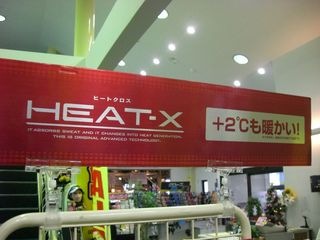 ヒートクロス
HEAT-X
IT ABSORBS SWEAT AND IT CHANGES INTO HEAT GENERATION.
THIS IS ORIGINAL ADVANCED TECHNOLOGY.
+2℃も暖かい!